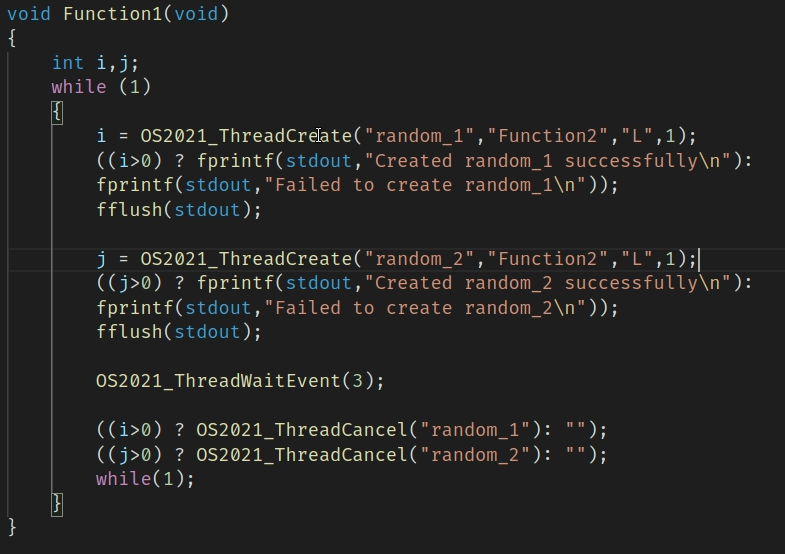 void Function1(void)
{
    int i,j;
    while (1)
    {
        i = OS2021_ThreadCreate("random_1","Function2","L",1);
        ((i>0) ? fprintf(stdout,"Created random_1 successfully\n"):
        fprintf(stdout,"Failed to create random_1\n"));
        fflush(stdout);

        j = OS2021_ThreadCreate("random_2","Function2","L",1);
        ((j>0) ? fprintf(stdout,"Created random_2 successfully\n"):
        fprintf(stdout,"Failed to create random_2\n"));
        fflush(stdout);

        OS2021_ThreadWaitEvent(3);

        ((i>0) ? OS2021_ThreadCancel("random_1"): "");
        ((j>0) ? OS2021_ThreadCancel("random_2"): "");
        while(1);
    }
}